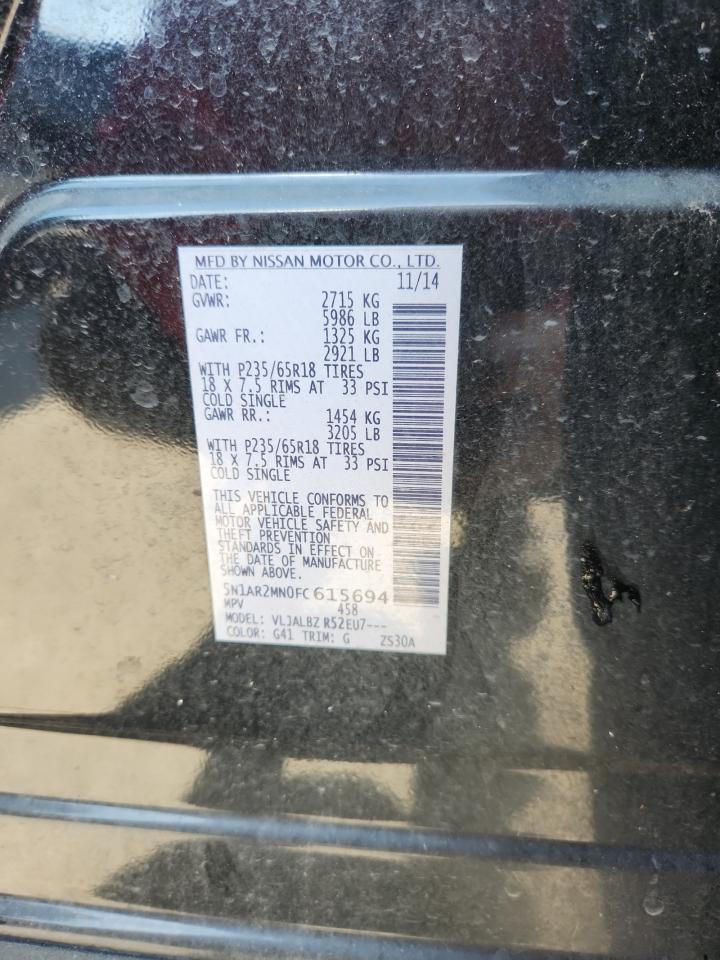 MFD BY NISSAN MOTOR CO., LTD.
DATE: 11/14
GVWR: 2715 KG
5986 LB
GAWR FR.: 1325 KG
2921 LB
WITH P235/65R18 TIRES
18 X 7.5 RIMS AT 33 PSI
COLD SINGLE
GAWR RR.: 1454 KG
3205 LB
WITH P235/65R18 TIRES
18 X 7.5 RIMS AT 33 PSI
COLD SINGLE
THIS VEHICLE CONFORMS TO
ALL APPLICABLE FEDERAL
MOTOR VEHICLE SAFETY AND
THEFT PREVENTION
STANDARDS IN EFFECT ON
THE DATE OF MANUFACTURE
SHOWN ABOVE.
5N1AR2MN0FC615694
MPV 458
MODEL: VLJALBZ R52EU7---
COLOR: G41 TRIM: G ZS30A